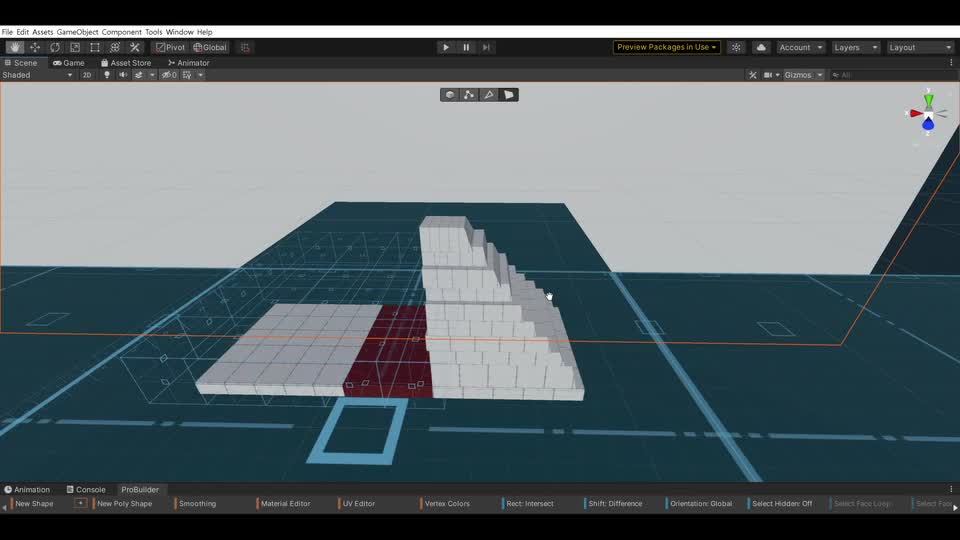 File Edit Assets GameObject Component Tools Window Help
Pivot Global Preview Packages in Use Account Layers Layout
Scene Game Asset Store Animator
Shaded 2D 0 Gizmos All
y
x
z
Animation Console ProBuilder
New Shape + New Poly Shape Smoothing Material Editor UV Editor Vertex Colors Rect: Intersect Shift: Difference Orientation: Global Select Hidden: Off Select Face Loop Select Face